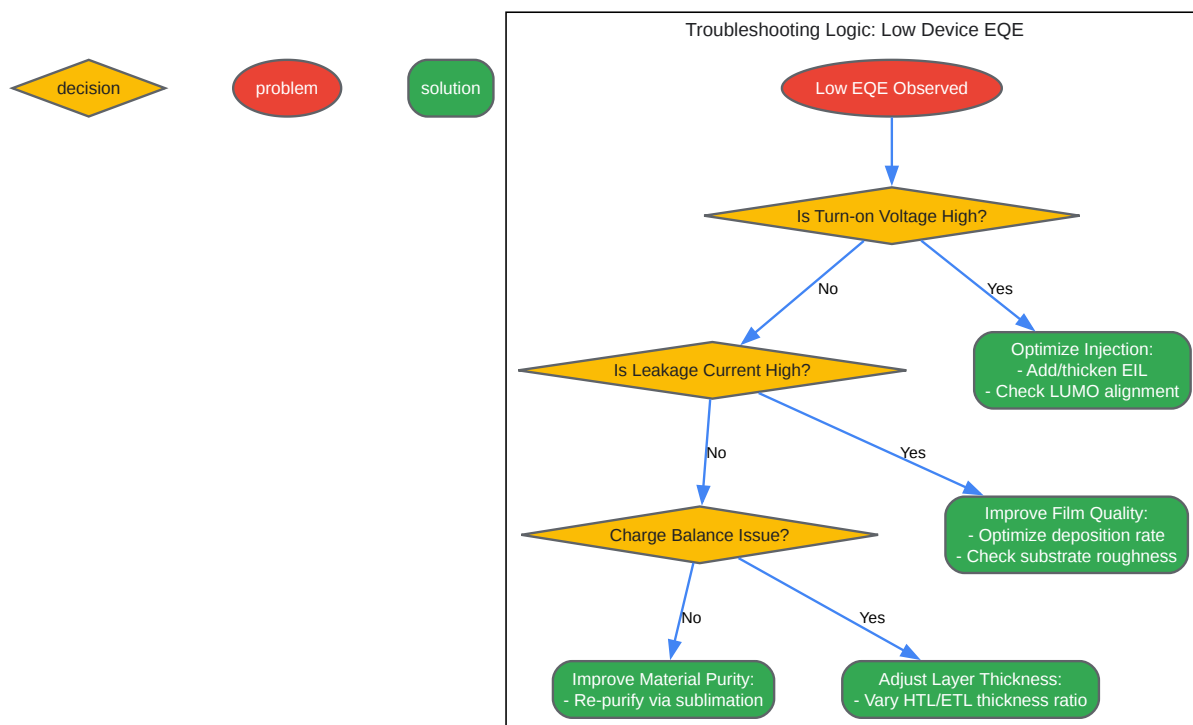 Troubleshooting Logic: Low Device EQE
decision
problem
solution
Low EQE Observed
Is Turn-on Voltage High?
No
Yes
Optimize Injection:
- Add/thicken EIL
- Check LUMO alignment
Is Leakage Current High?
No
Yes
Improve Film Quality:
- Optimize deposition rate
- Check substrate roughness
Charge Balance Issue?
No
Yes
Improve Material Purity:
- Re-purify via sublimation
Adjust Layer Thickness:
- Vary HTL/ETL thickness ratio